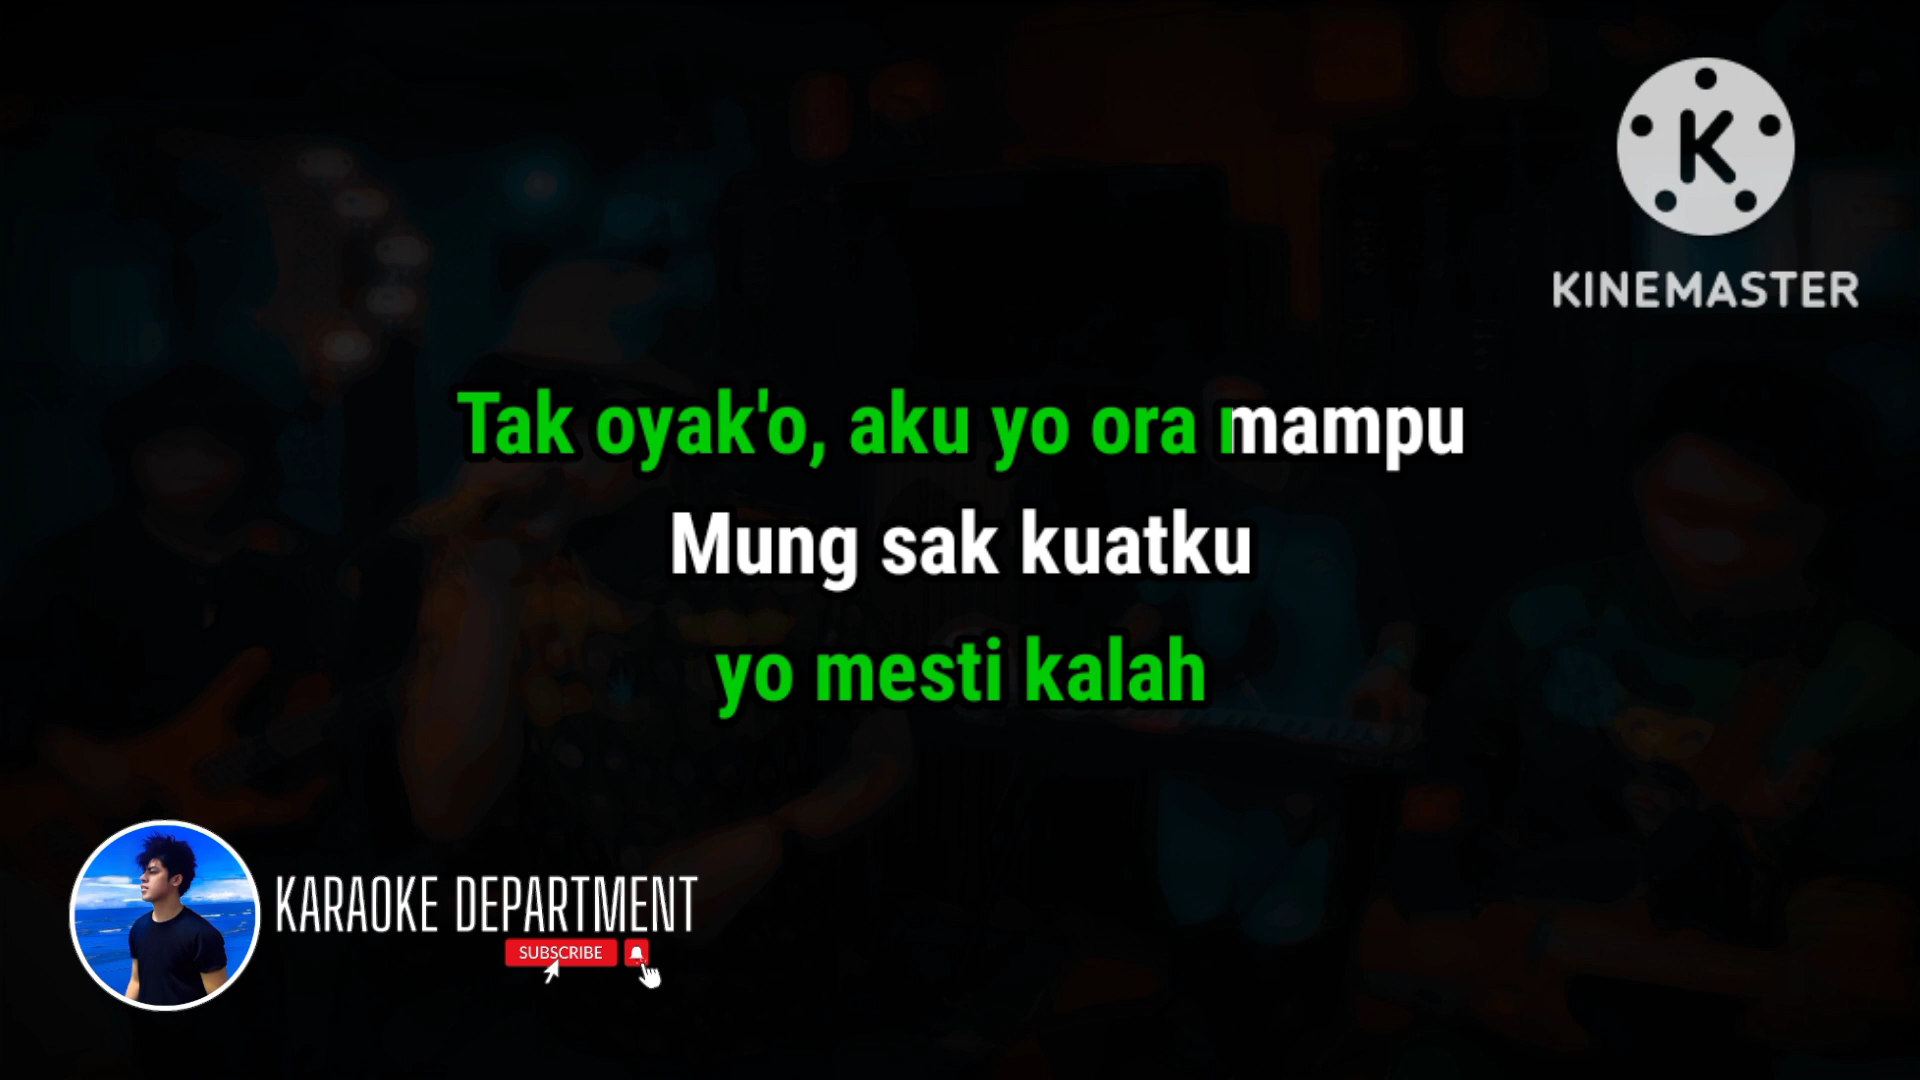 K
KINEMASTER
Tak oyak'o, aku yo ora mampu
Mung sak kuatku
yo mesti kalah
KARAOKE DEPARTMENT
SUBSCRIBE